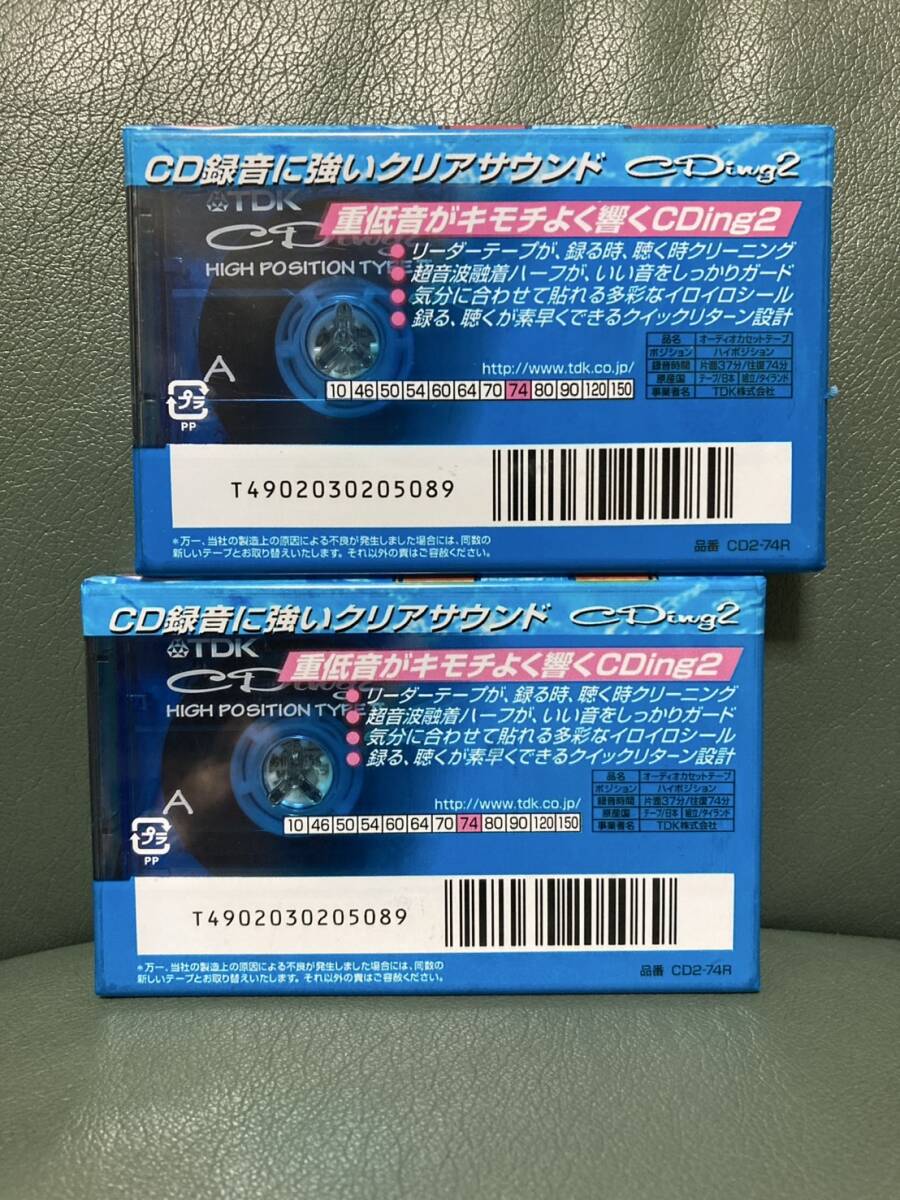 CD録音に強いクリアサウンド CDing2
TDK
重低音がキモチよく響くCDing2
CDing2
HIGH POSITION TYPE
● リーダーテープが、録る時、聴く時クリーニング
● 超音波融着ハーフが、いい音をしっかりガード
● 気分に合わせて貼れる多彩なイロイロシール
● 録る、聴くが素早くできるクイックリターン設計
A
http://www.tdk.co.jp/
10 46 50 54 60 64 70 74 80 90 120 150
品名 オーディオカセットテープ
ポジション ハイポジション
録音時間 片面37分/往復74分
原産国 テープ/日本 組立/タイランド
事業者名 TDK株式会社
プラ
PP
T4902030205089
*万一、当社の製造上の原因による不良が発生しました場合には、同数の
新しいテープとお取り替えいたします。それ以外の責はご容赦ください。
品番 CD2-74R
CD録音に強いクリアサウンド CDing2
TDK
重低音がキモチよく響くCDing2
CDing2
HIGH POSITION TYPE
● リーダーテープが、録る時、聴く時クリーニング
● 超音波融着ハーフが、いい音をしっかりガード
● 気分に合わせて貼れる多彩なイロイロシール
● 録る、聴くが素早くできるクイックリターン設計
A
http://www.tdk.co.jp/
10 46 50 54 60 64 70 74 80 90 120 150
品名 オーディオカセットテープ
ポジション ハイポジション
録音時間 片面37分/往復74分
原産国 テープ/日本 組立/タイランド
事業者名 TDK株式会社
プラ
PP
T4902030205089
*万一、当社の製造上の原因による不良が発生しました場合には、同数の
新しいテープとお取り替えいたします。それ以外の責はご容赦ください。
品番 CD2-74R